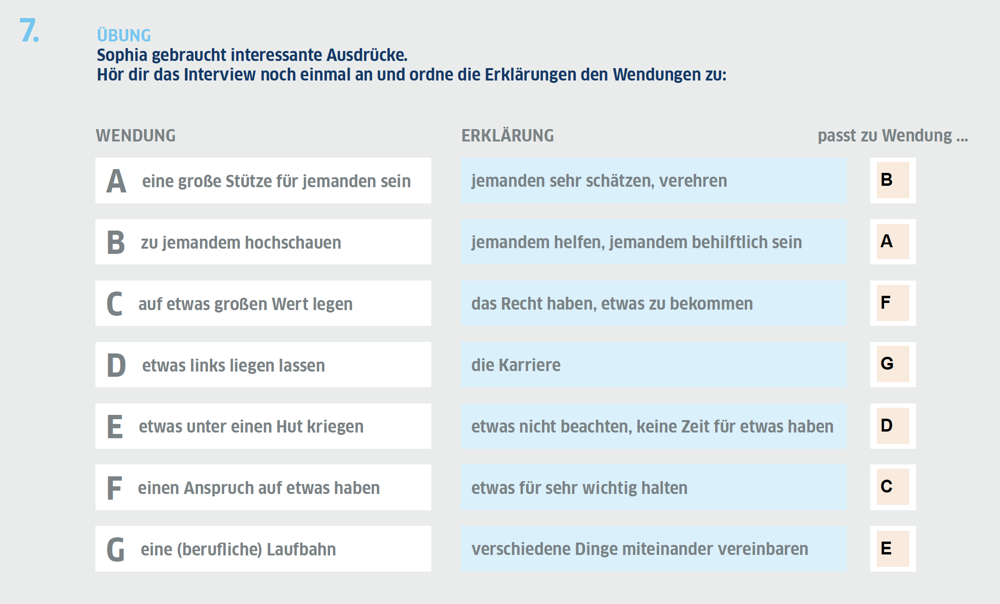 7.
ÜBUNG
Sophia gebraucht interessante Ausdrücke.
Hör dir das Interview noch einmal an und ordne die Erklärungen den Wendungen zu:
WENDUNG ERKLÄRUNG passt zu Wendung ...
A eine große Stütze für jemanden sein jemanden sehr schätzen, verehren B
B zu jemandem hochschauen jemandem helfen, jemandem behilftlich sein A
C auf etwas großen Wert legen das Recht haben, etwas zu bekommen F
D etwas links liegen lassen die Karriere G
E etwas unter einen Hut kriegen etwas nicht beachten, keine Zeit für etwas haben D
F einen Anspruch auf etwas haben etwas für sehr wichtig halten C
G eine (berufliche) Laufbahn verschiedene Dinge miteinander vereinbaren E